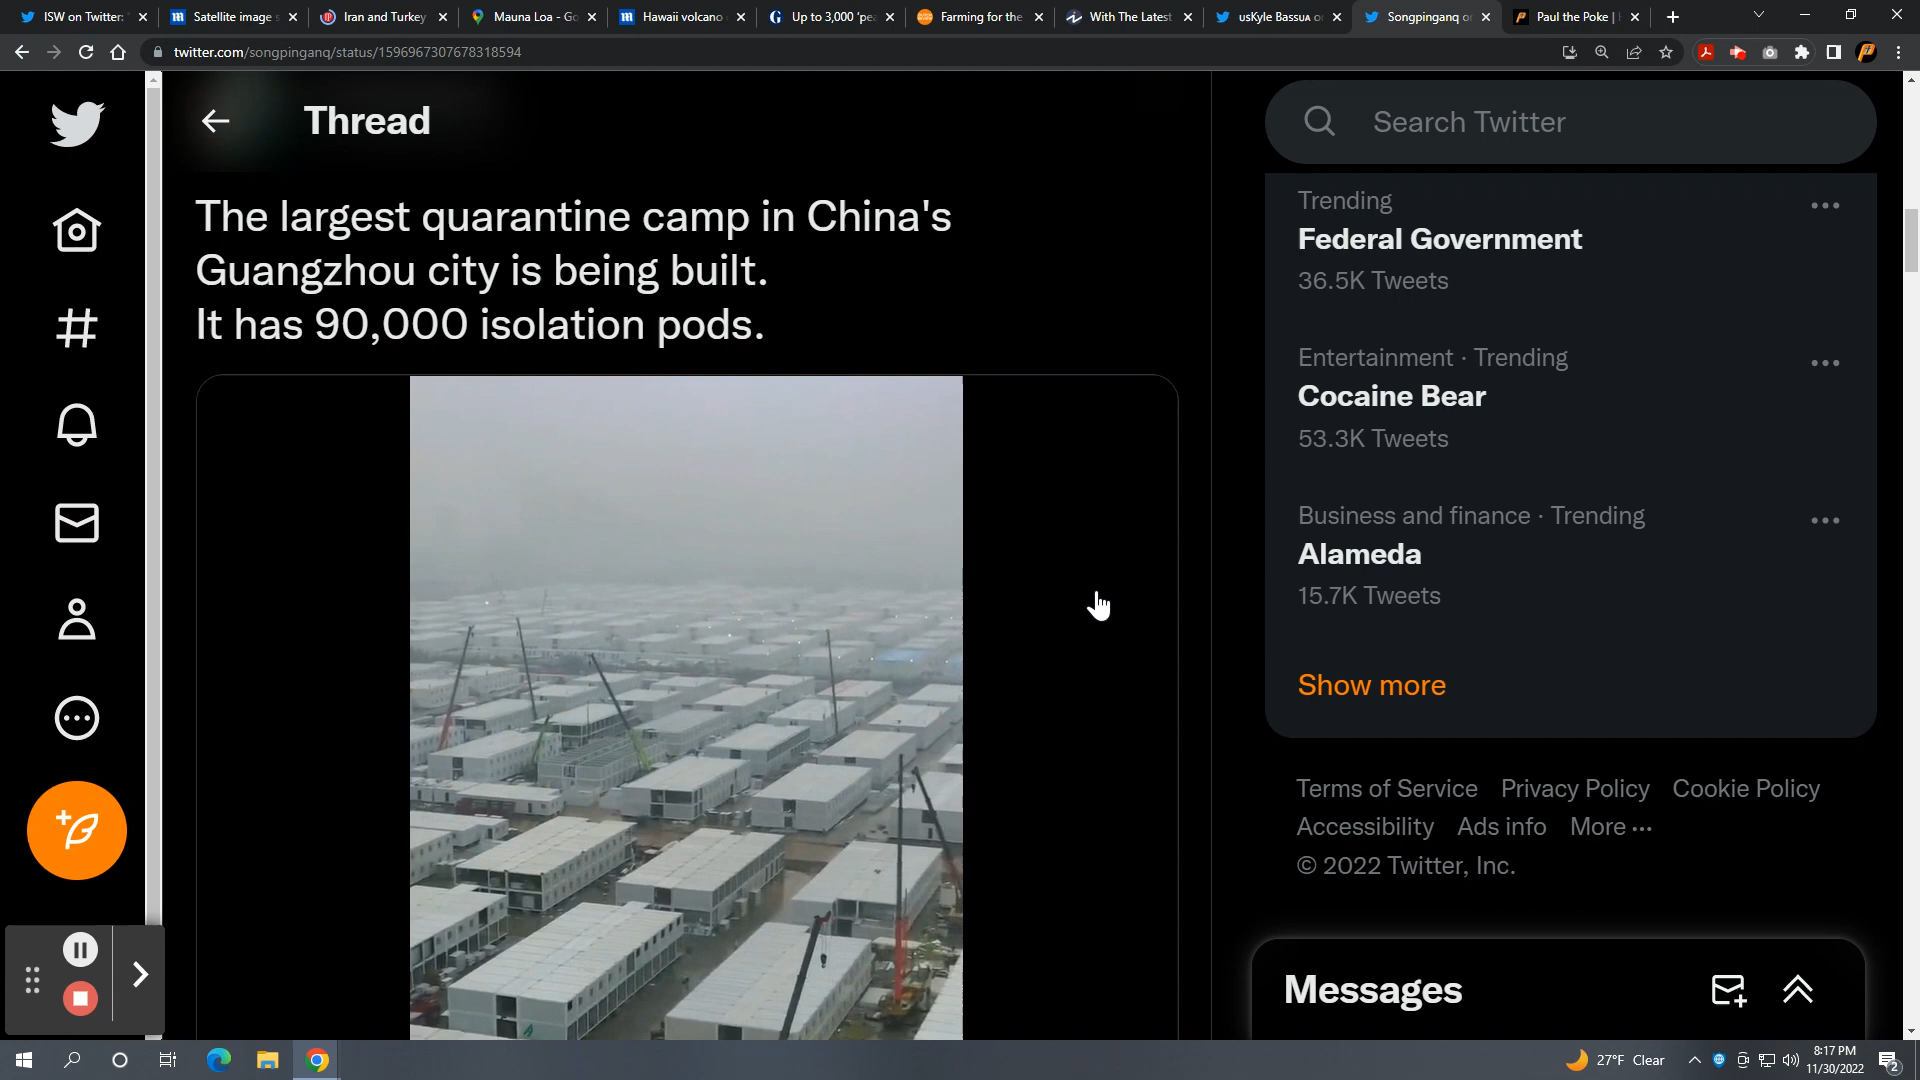 ISW on Twitter: "
Satellite image s
Iran and Turkey
Mauna Loa - Go
Hawaii volcano
Up to 3,000 'pe
Farming for the
With The Latest
usKyle Bassua o
Songpinganq o
Paul the Poke |
twitter.com/songpinganq/status/1596967307678318594
Thread
Search Twitter
The largest quarantine camp in China's
Guangzhou city is being built.
It has 90,000 isolation pods.
Trending
Federal Government
36.5K Tweets
Entertainment · Trending
Cocaine Bear
53.3K Tweets
Business and finance · Trending
Alameda
15.7K Tweets
Show more
Terms of Service Privacy Policy Cookie Policy
Accessibility Ads info More ···
© 2022 Twitter, Inc.
Messages
27°F Clear
8:17 PM
11/30/2022
2